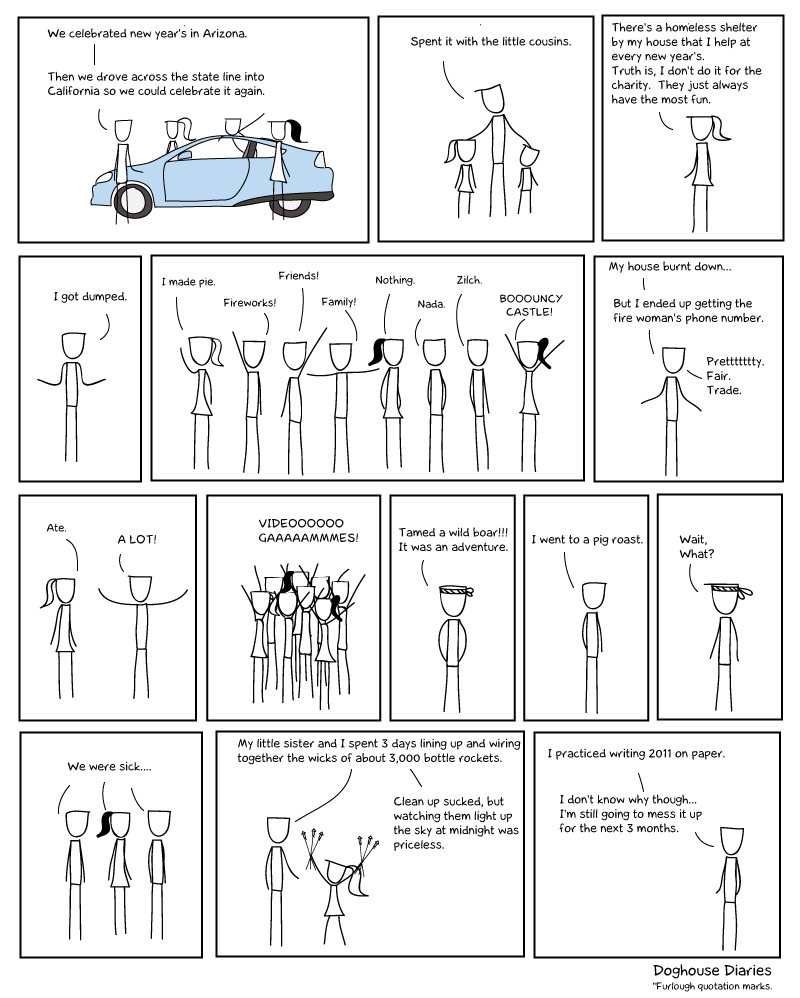 We celebrated new year's in Arizona.
Then we drove across the state line into
California so we could celebrate it again.
Spent it with the little cousins.
There's a homeless shelter
by my house that I help at
every new year's.
Truth is, I don't do it for the
charity. They just always
have the most fun.
I got dumped.
I made pie.
Fireworks!
Friends!
Family!
Nothing.
Nada.
Zilch.
BOOOUNCY
CASTLE!
My house burnt down...
But I ended up getting the
fire woman's phone number.
Prettttttty.
Fair.
Trade.
Ate.
A LOT!
VIDEOOOOOO
GAAAAAMMMES!
Tamed a wild boar!!!
It was an adventure.
I went to a pig roast.
Wait,
What?
We were sick....
My little sister and I spent 3 days lining up and wiring
together the wicks of about 3,000 bottle rockets.
Clean up sucked, but
watching them light up
the sky at midnight was
priceless.
I practiced writing 2011 on paper.
I don't know why though...
I'm still going to mess it up
for the next 3 months.
Doghouse Diaries
"Furlough quotation marks.